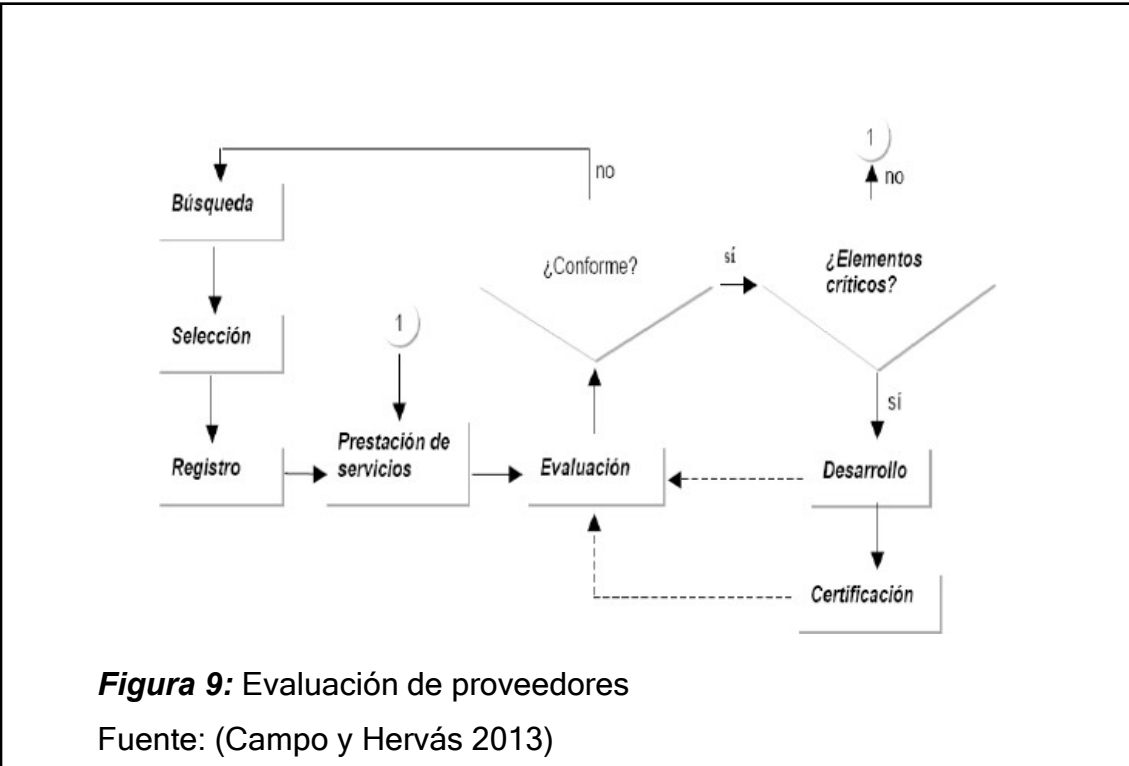 1
no
no
Búsqueda
¿Conforme?
sí
¿Elementos
críticos?
Selección
1
sí
Registro
Prestación de
servicios
Evaluación
Desarrollo
Certificación
Figura 9: Evaluación de proveedores
Fuente: (Campo y Hervás 2013)